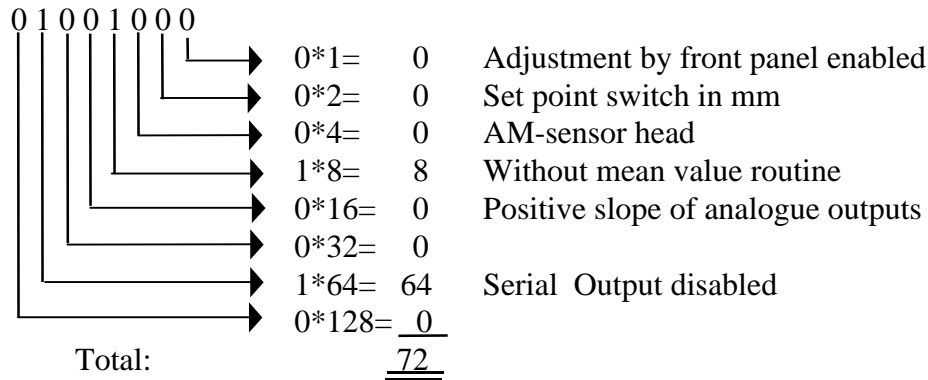 0 1 0 0 1 0 0 0
0*1= 0 Adjustment by front panel enabled
0*2= 0 Set point switch in mm
0*4= 0 AM-sensor head
1*8= 8 Without mean value routine
0*16= 0 Positive slope of analogue outputs
0*32= 0
1*64= 64 Serial Output disabled
0*128= 0
Total: 72